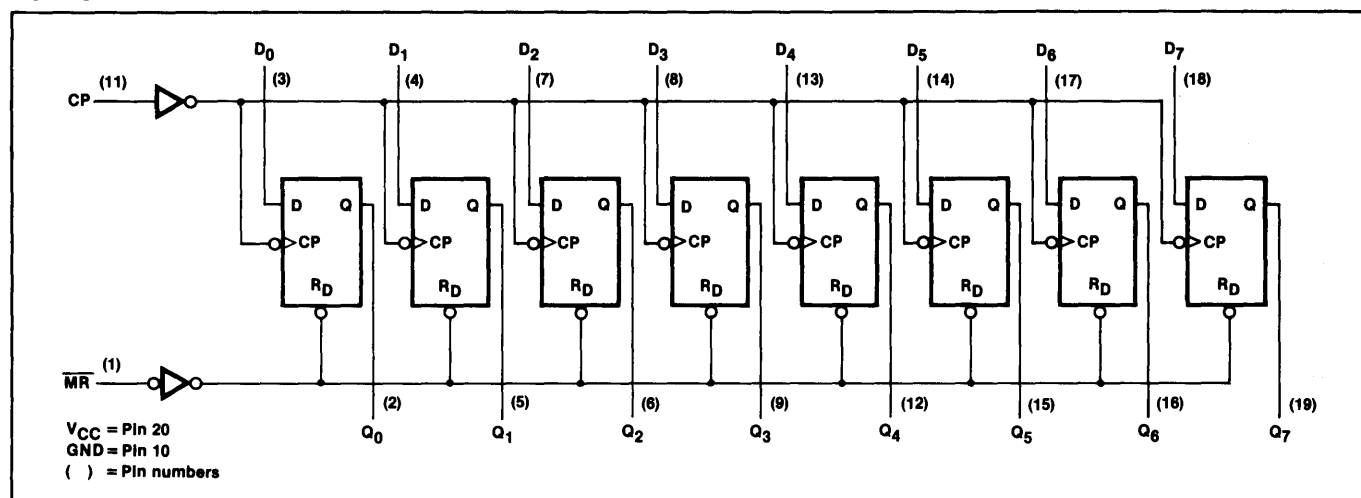 D0 D1 D2 D3 D4 D5 D6 D7
(11) (3) (4) (7) (8) (13) (14) (17) (18)
CP
D Q D Q D Q D Q D Q D Q D Q D Q
CP CP CP CP CP CP CP CP
RD RD RD RD RD RD RD RD
(1)
MR
(2) (5) (6) (9) (12) (15) (16) (19)
Q0 Q1 Q2 Q3 Q4 Q5 Q6 Q7
VCC = Pin 20
GND = Pin 10
( ) = Pin numbers